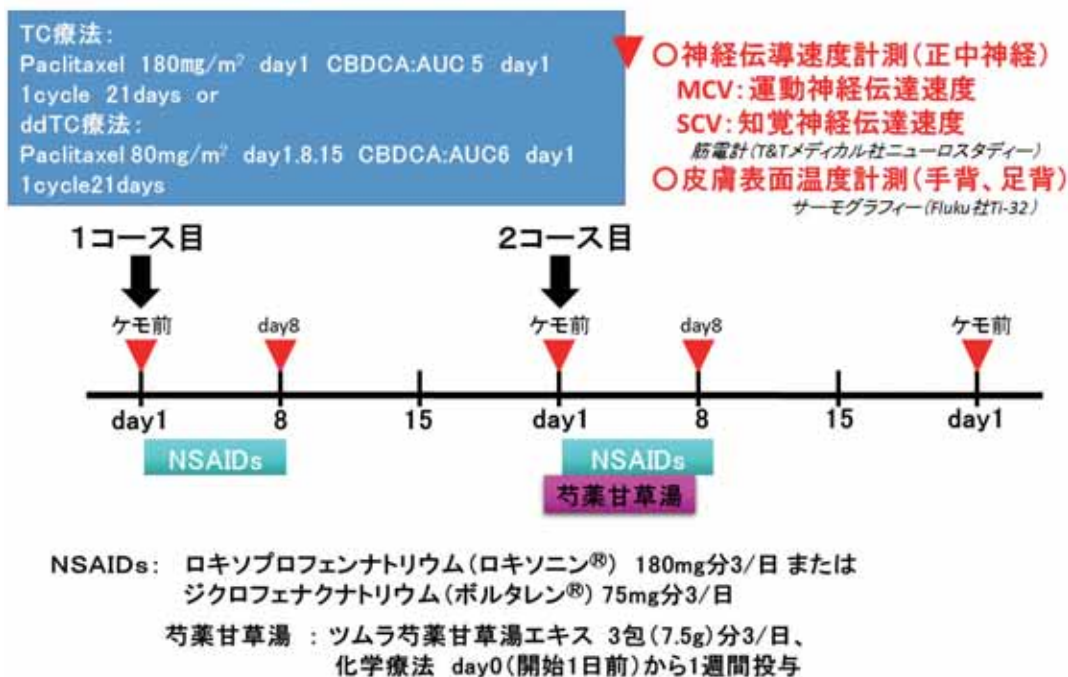 TC療法:
Paclitaxel 180mg/m² day1 CBDCA:AUC 5 day1
1cycle 21days or
ddTC療法:
Paclitaxel 80mg/m² day1.8.15 CBDCA:AUC6 day1
1cycle21days
○神経伝導速度計測(正中神経)
MCV:運動神経伝達速度
SCV:知覚神経伝達速度
筋電計(T&Tメディカル社ニューロスタディー)
○皮膚表面温度計測(手背、足背)
サーモグラフィー(Fluku社Ti-32)
1コース目 2コース目
ケモ前 day8 ケモ前 day8 ケモ前
day1 8 15 day1 8 15 day1
NSAIDs NSAIDs
芍薬甘草湯
NSAIDs: ロキソプロフェンナトリウム(ロキソニン®) 180mg分3/日 または
ジクロフェナクナトリウム(ボルタレン®) 75mg分3/日
芍薬甘草湯 : ツムラ芍薬甘草湯エキス 3包(7.5g)分3/日、
化学療法 day0(開始1日前)から1週間投与